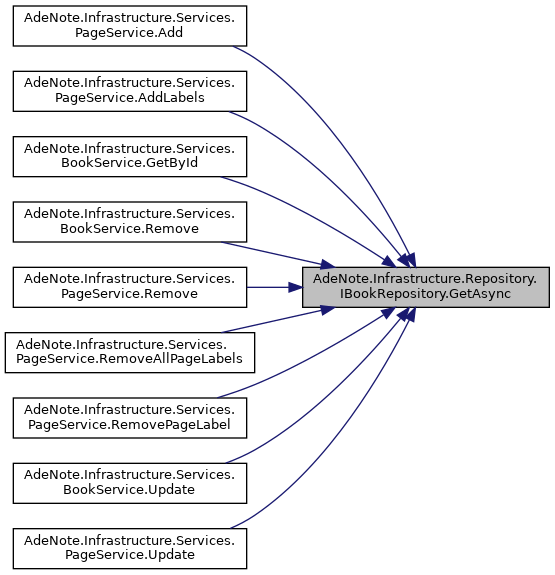 AdeNote.Infrastructure.Services.
PageService.Add
AdeNote.Infrastructure.Services.
PageService.AddLabels
AdeNote.Infrastructure.Services.
BookService.GetById
AdeNote.Infrastructure.Services.
BookService.Remove
AdeNote.Infrastructure.Services.
PageService.Remove
AdeNote.Infrastructure.Repository.
IBookRepository.GetAsync
AdeNote.Infrastructure.Services.
PageService.RemoveAllPageLabels
AdeNote.Infrastructure.Services.
PageService.RemovePageLabel
AdeNote.Infrastructure.Services.
BookService.Update
AdeNote.Infrastructure.Services.
PageService.Update